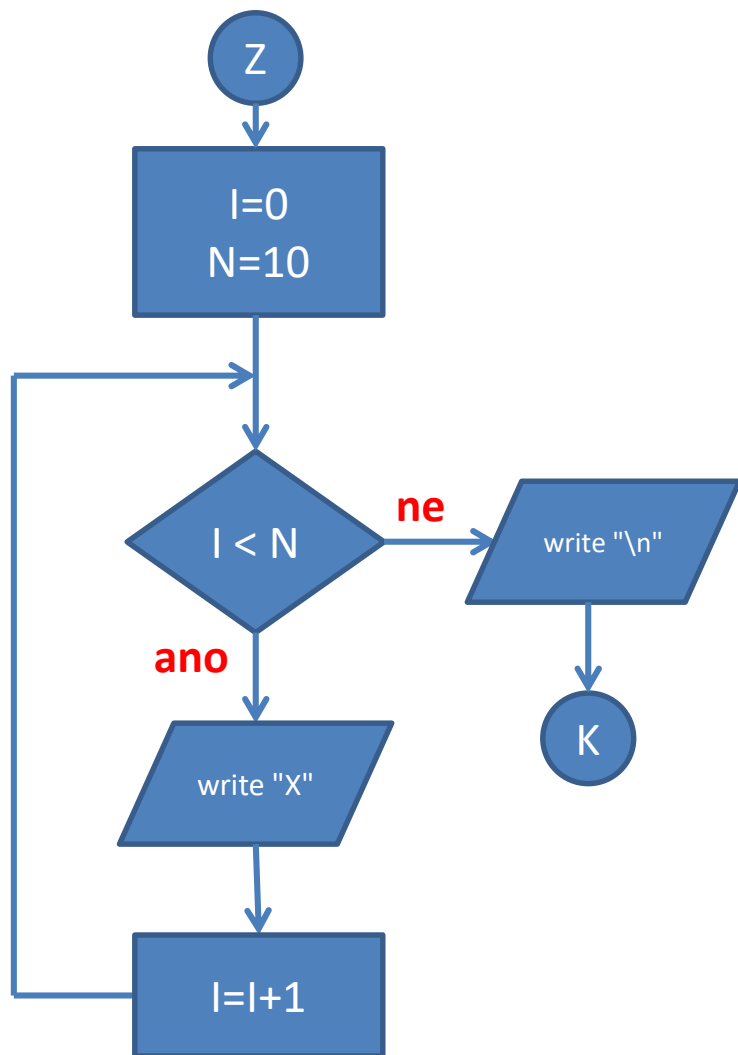 Z
I=0
N=10
I < N
ne
write "\n"
ano
K
write "X"
I=I+1